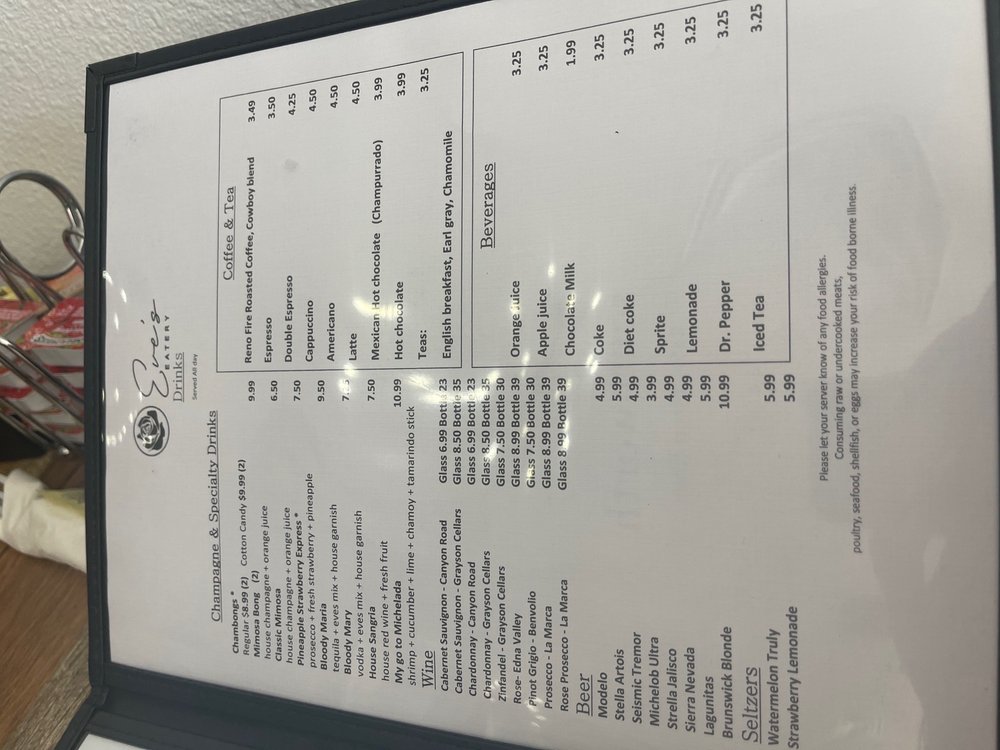 Eve's
EATERY
Drinks
Served All day
Champagne & Specialty Drinks
Chambongs *
Regular $8.99 (2) Cotton Candy $9.99 (2)
Mimosa Bong (2) 9.99
house champagne + orange juice
Classic Mimosa 6.50
house champagne + orange juice
Pineapple Strawberry Express * 7.50
prosecco + fresh strawberry + pineapple
Bloody Maria 9.50
tequila + eves mix + house garnish
Bloody Mary
vodka + eves mix + house garnish
House Sangria 7.50
house red wine + fresh fruit
My go to Michelada 10.99
shrimp + cucumber + lime + chamoy + tamarindo stick
Wine
Cabernet Sauvignon - Canyon Road Glass 6.99 Bottle 23
Cabernet Sauvignon - Grayson Cellars Glass 8.50 Bottle 35
Chardonnay - Canyon Road Glass 6.99 Bottle 23
Chardonnay - Grayson Cellars Glass 8.50 Bottle 35
Zinfandel - Grayson Cellars Glass 7.50 Bottle 30
Rose- Edna Valley Glass 8.99 Bottle 39
Pinot Grigio - Benvolio Glass 7.50 Bottle 30
Prosecco - La Marca Glass 8.99 Bottle 39
Rose Prosecco - La Marca Glass 8.99 Bottle 39
Beer
Modelo 4.99
Stella Artois 5.99
Seismic Tremor 4.99
Michelob Ultra 3.99
Strella Jalisco 4.99
Sierra Nevada 4.99
Lagunitas 5.99
Brunswick Blonde 10.99
Seltzers
Watermelon Truly 5.99
Strawberry Lemonade 5.99
Coffee & Tea
Reno Fire Roasted Coffee, Cowboy blend 3.49
Espresso 3.50
Double Espresso 4.25
Cappuccino 4.50
Americano 4.50
Latte 4.50
Mexican Hot chocolate (Champurrado) 3.99
Hot chocolate 3.99
Teas: 3.25
English breakfast, Earl gray, Chamomile
Beverages
Orange Juice 3.25
Apple juice 3.25
Chocolate Milk 1.99
Coke 3.25
Diet coke 3.25
Sprite 3.25
Lemonade 3.25
Dr. Pepper 3.25
Iced Tea 3.25
Please let your server know of any food allergies.
Consuming raw or undercooked meats,
poultry, seafood, shellfish, or eggs may increase your risk of food borne illness.